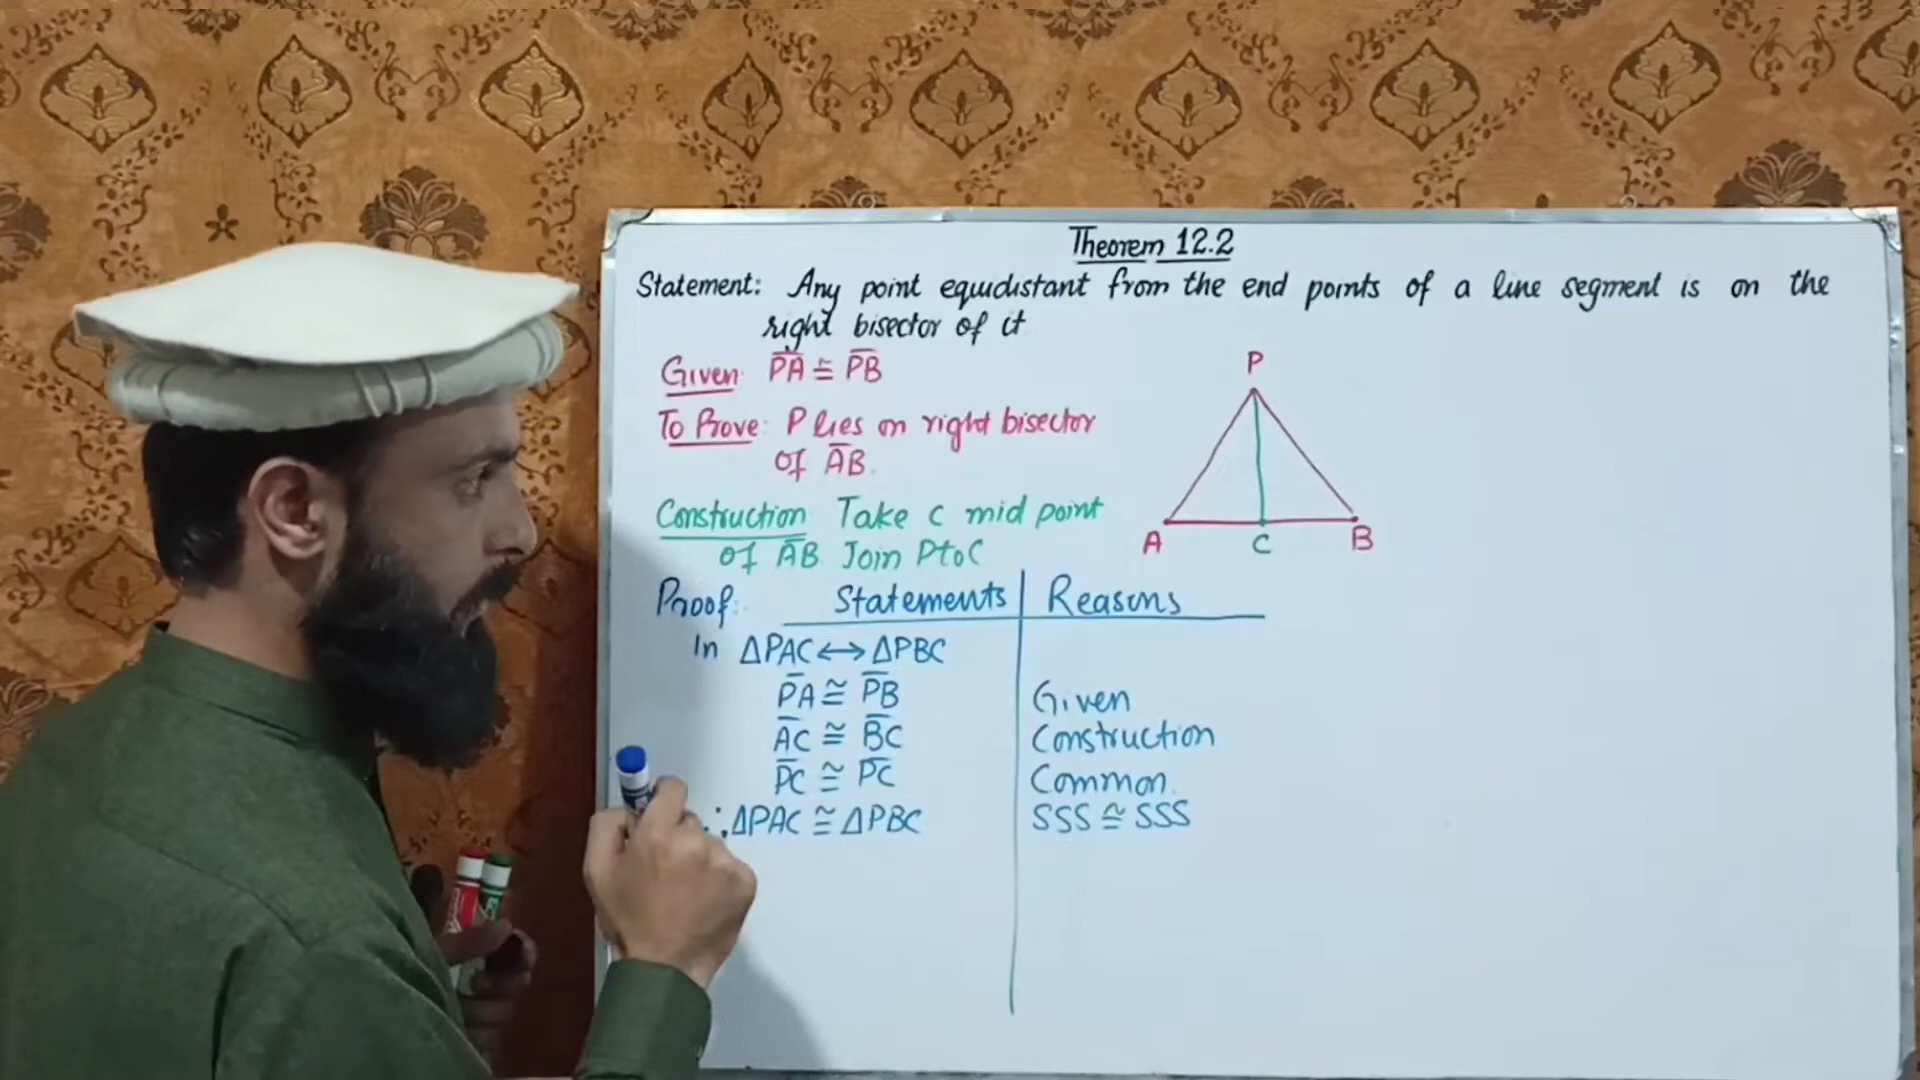 Theorem 12.2
Statement: Any point equidistant from the end points of a line segment is on the
right bisector of it
Given: PA ≅ PB
To Prove: P lies on right bisector
of AB.
Construction Take C mid point
of AB Join P to C
P
A C B
Proof: Statements Reasons
In ΔPAC ↔ ΔPBC
PA ≅ PB Given
AC ≅ BC Construction
PC ≅ PC Common.
∴ ΔPAC ≅ ΔPBC SSS ≅ SSS